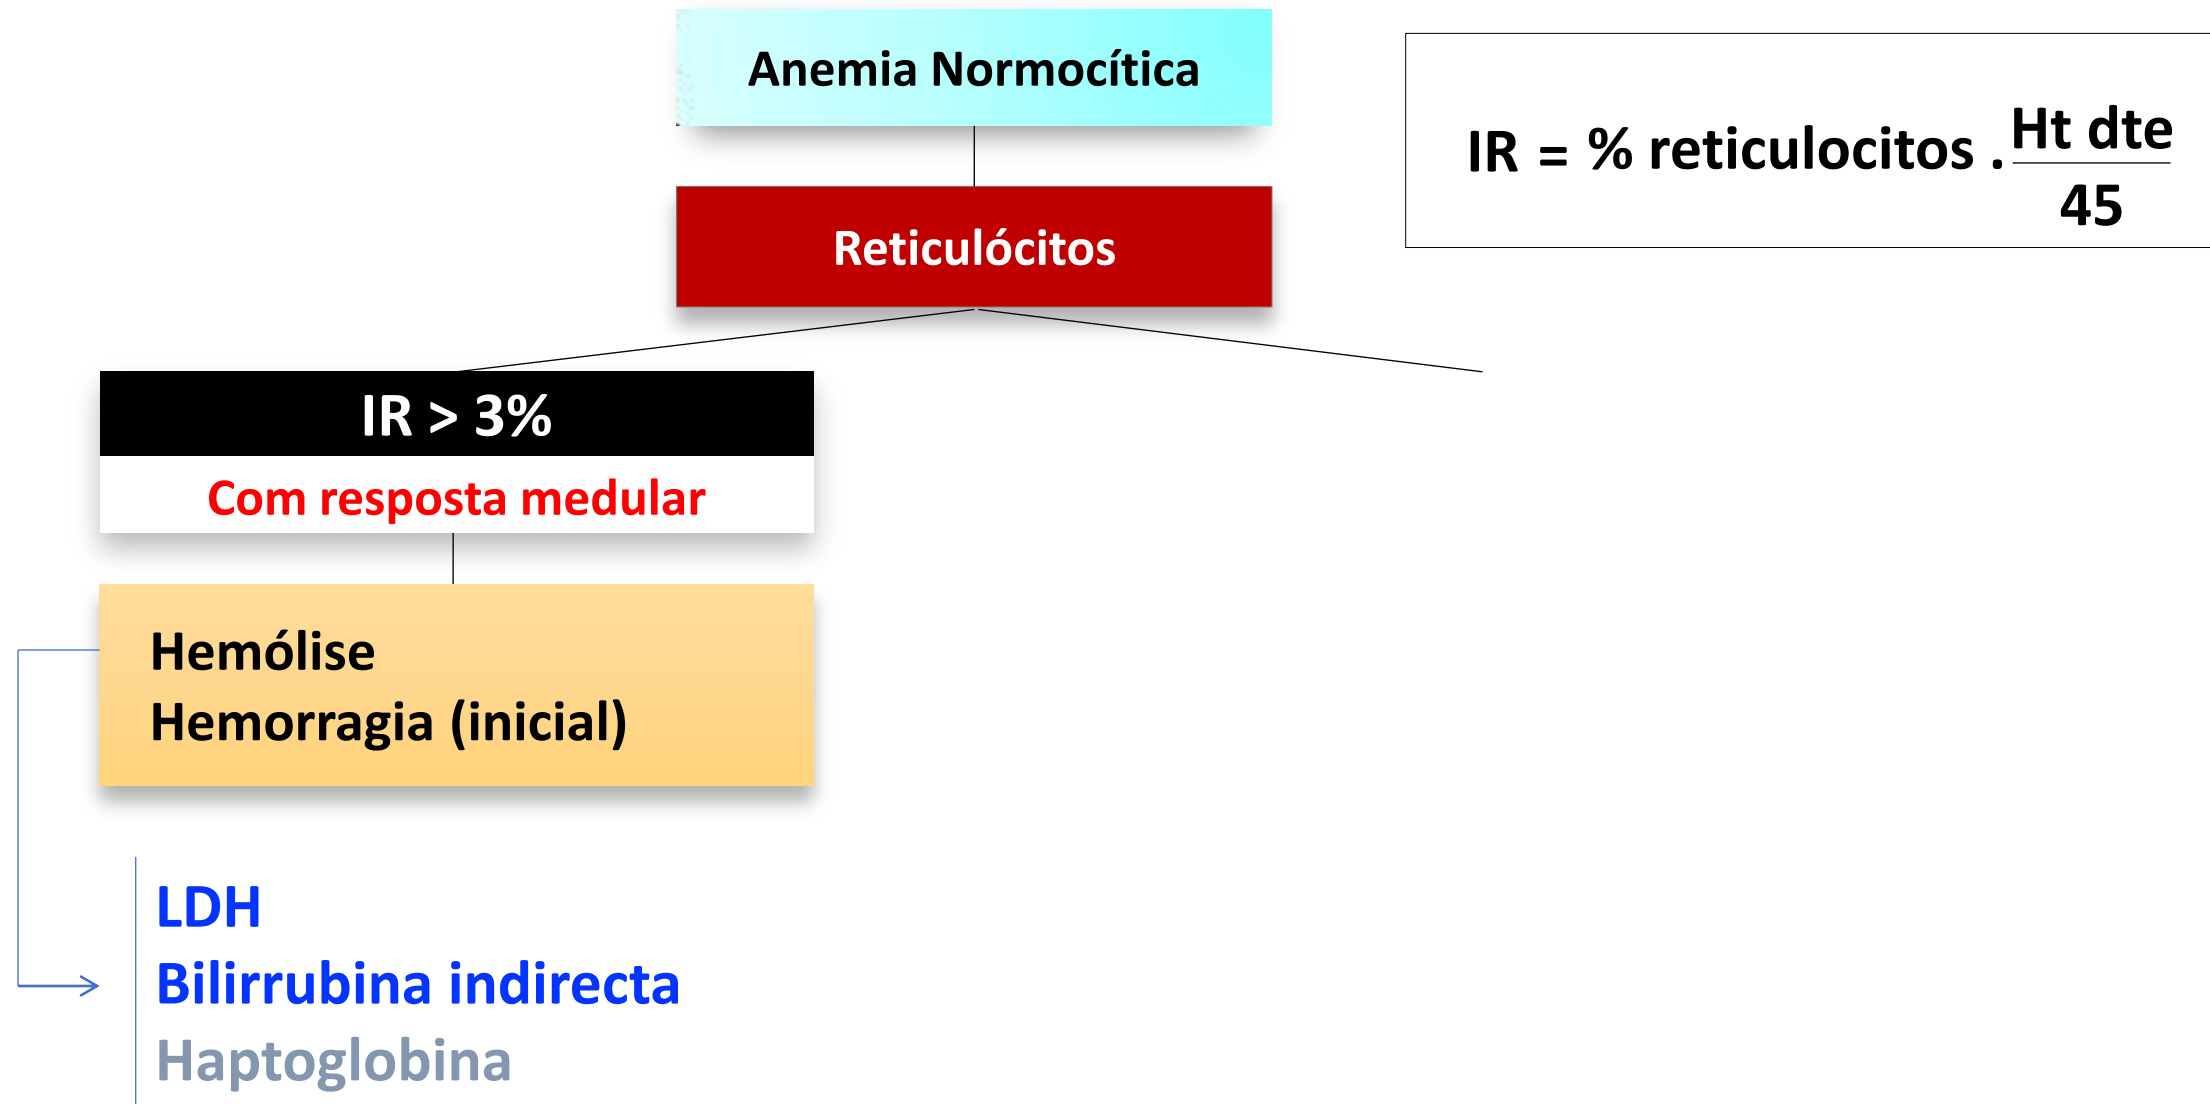 Anemia Normocítica
IR = % reticulocitos . Ht dte
45
Reticulócitos
IR > 3%
Com resposta medular
Hemólise
Hemorragia (inicial)
LDH
Bilirrubina indirecta
Haptoglobina